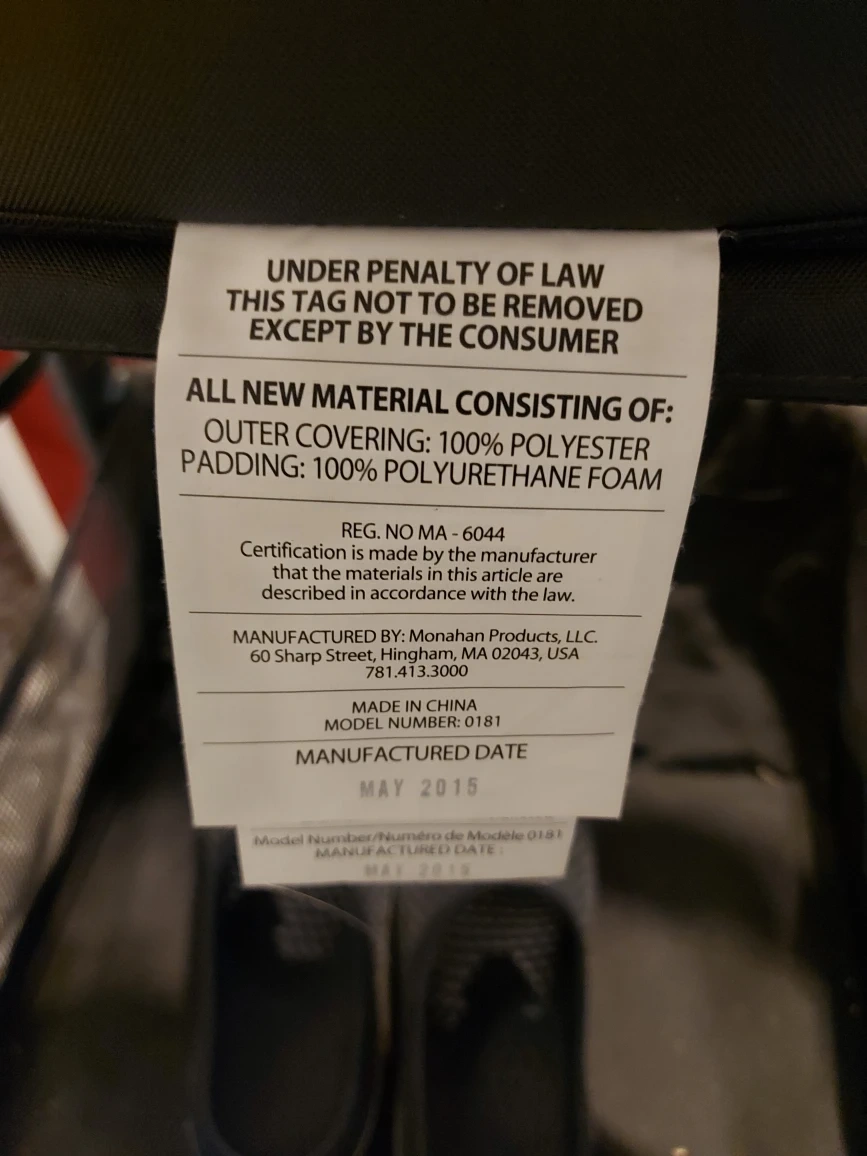 UNDER PENALTY OF LAW
THIS TAG NOT TO BE REMOVED
EXCEPT BY THE CONSUMER
ALL NEW MATERIAL CONSISTING OF:
OUTER COVERING: 100% POLYESTER
PADDING: 100% POLYURETHANE FOAM
REG. NO MA - 6044
Certification is made by the manufacturer
that the materials in this article are
described in accordance with the law.
MANUFACTURED BY: Monahan Products, LLC.
60 Sharp Street, Hingham, MA 02043, USA
781.413.3000
MADE IN CHINA
MODEL NUMBER: 0181
MANUFACTURED DATE
MAY 2015
Model Number/Numéro de Modèle 0181
MANUFACTURED DATE :
MAY 2015